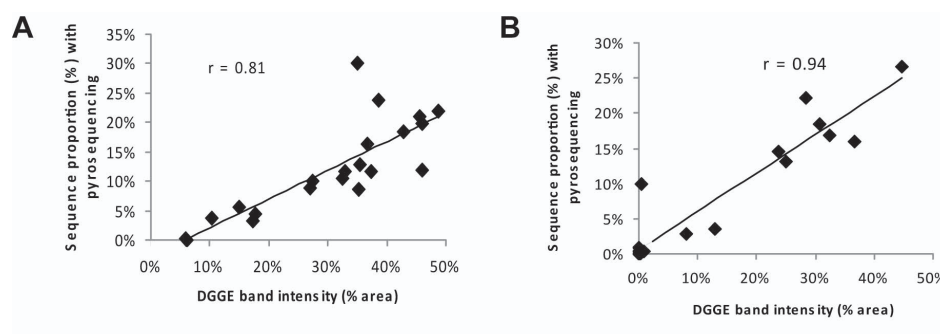 A
Sequence proportion (%) with
pyrosequencing
35%
30%
25%
20%
15%
10%
5%
0%
r = 0.81
0% 10% 20% 30% 40% 50%
DGGE band intensity (% area)
B
Sequence proportion (%) with
pyrosequencing
30%
25%
20%
15%
10%
5%
0%
r = 0.94
0% 10% 20% 30% 40% 50%
DGGE band intensity (% area)